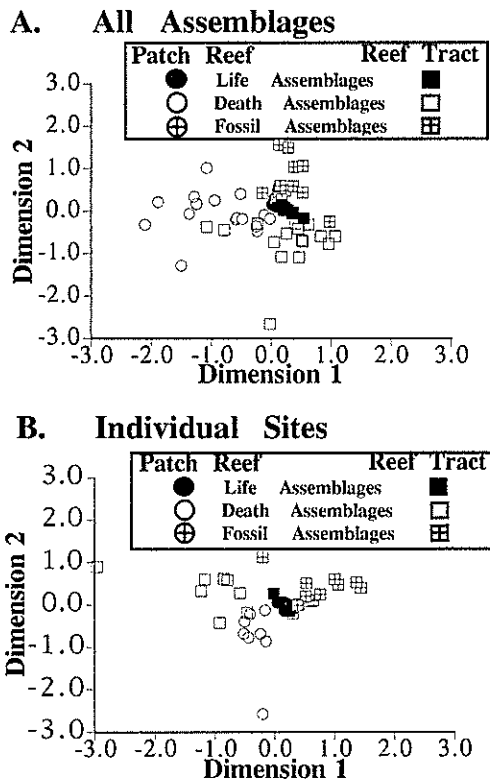 A. All Assemblages
Patch Reef Reef Tract
Life Assemblages
Death Assemblages
Fossil Assemblages
Dimension 2
3.0
2.0
1.0
0.0
-1.0
-2.0
-3.0
-3.0 -2.0 -1.0 0.0 1.0 2.0 3.0
Dimension 1
B. Individual Sites
Patch Reef Reef Tract
Life Assemblages
Death Assemblages
Fossil Assemblages
Dimension 2
3.0
2.0
1.0
0.0
-1.0
-2.0
-3.0
-3.0 -2.0 -1.0 0.0 1.0 2.0 3.0
Dimension 1